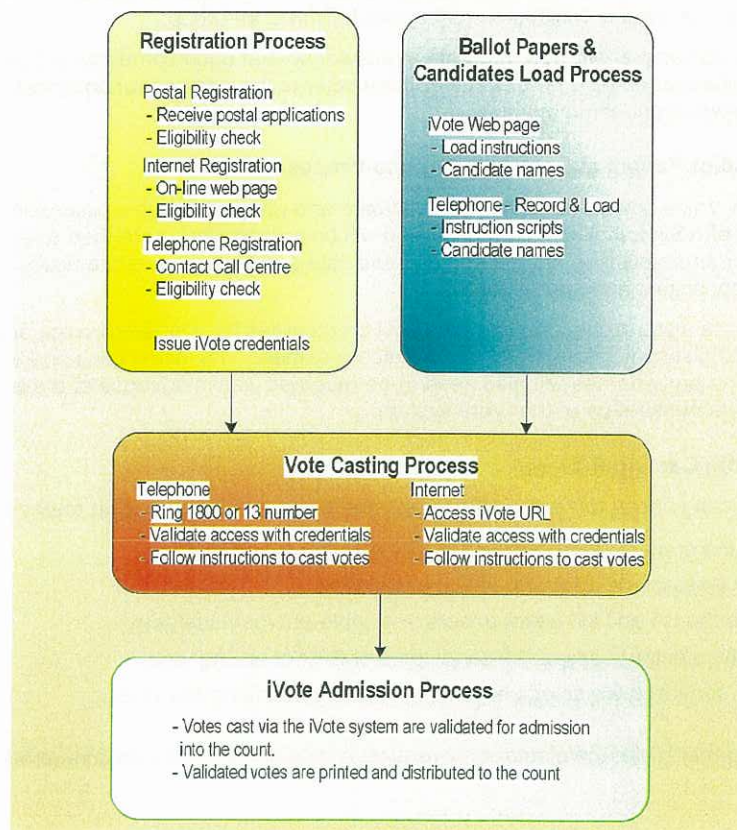 Registration Process
Postal Registration
- Receive postal applications
- Eligibility check
Internet Registration
- On-line web page
- Eligibility check
Telephone Registration
- Contact Call Centre
- Eligibility check
Issue iVote credentials
Ballot Papers &
Candidates Load Process
iVote Web page
- Load instructions
- Candidate names
Telephone - Record & Load
- Instruction scripts
- Candidate names
Vote Casting Process
Telephone
- Ring 1800 or 13 number
- Validate access with credentials
- Follow instructions to cast votes
Internet
- Access iVote URL
- Validate access with credentials
- Follow instructions to cast votes
iVote Admission Process
- Votes cast via the iVote system are validated for admission
into the count.
- Validated votes are printed and distributed to the count